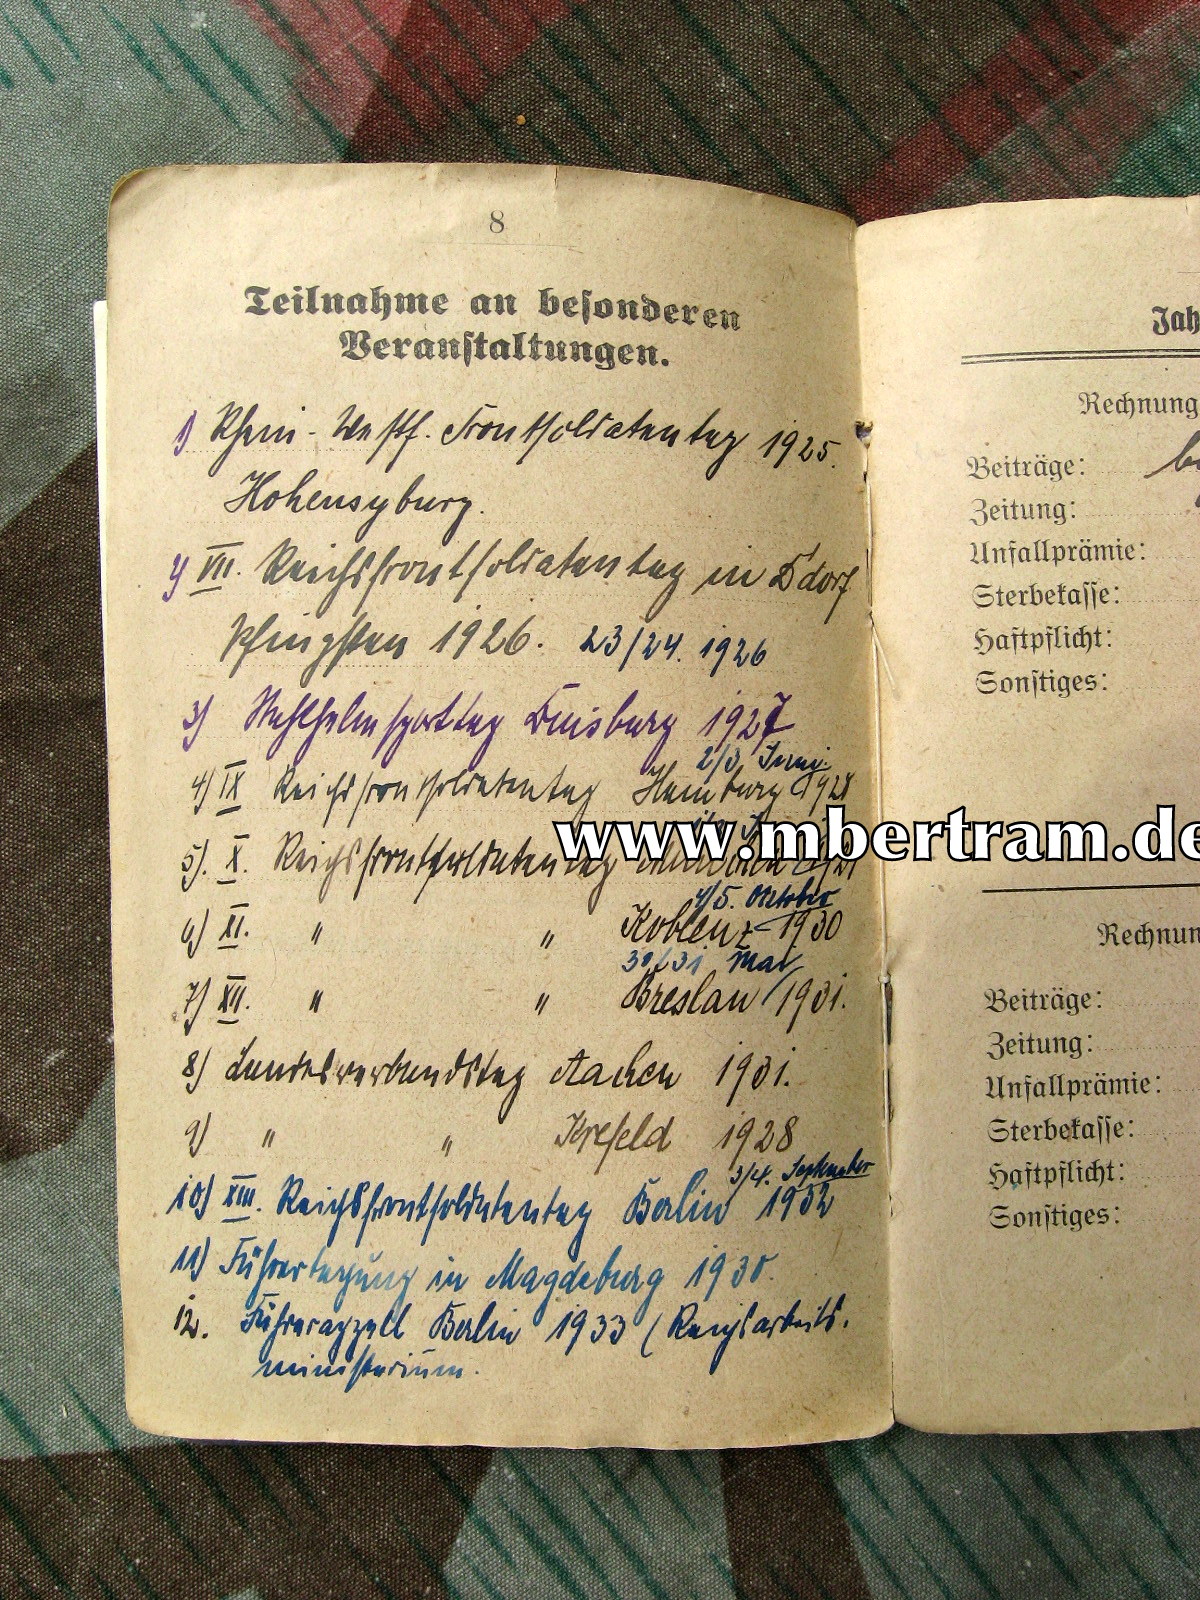 8
Teilnahme an besonderen
Veranstaltungen.
1) Rhein-Westf. Frontsoldatentag 1925.
Hohensyburg.
2) VII. Reichsfrontsoldatentag in Ddorf
Pfingsten 1926. 23/24. 1926
3) Duisburg 1927
2/3 Juni
4) IX Reichsfrontsoldatentag Hamburg 1928
5). X. Reichsfrontsoldatentag
4/5. Oktober
6) XI. " " Koblenz 1930
30/31 Mai
7) XII. " " Breslau 1931.
8) Landesverbandstag Aachen 1931.
9) " " Krefeld 1928
3/4. September
10) XIII. Reichsfrontsoldatentag Berlin 1932
11) Führertagung in Magdeburg 1930.
12. Führerappell Berlin 1933 (Reichsarbeits.
ministerium.
www.mbertram.de
Jah
Rechnung
Beiträge:
Zeitung:
Unfallprämie:
Sterbekasse:
Haftpflicht:
Sonstiges:
Rechnun
Beiträge:
Zeitung:
Unfallprämie:
Sterbekasse:
Haftpflicht:
Sonstiges: